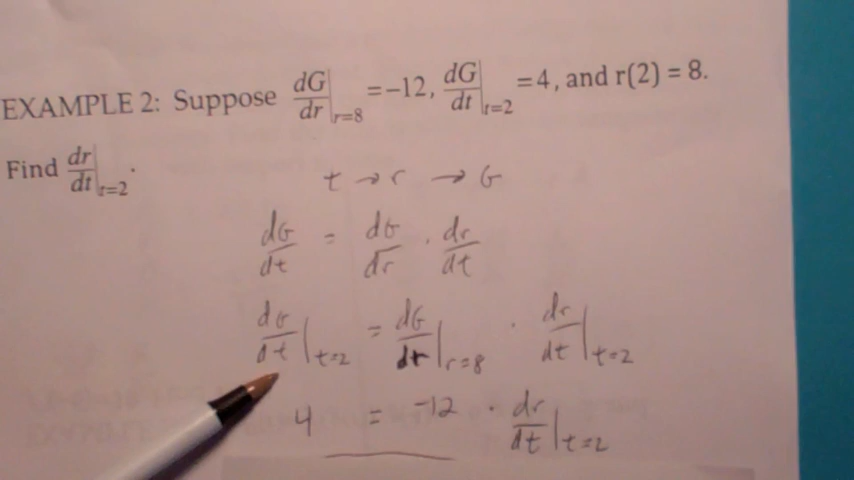 EXAMPLE 2: Suppose dG/dr|r=8 = -12, dG/dt|t=2 = 4, and r(2) = 8.
Find dr/dt|t=2.
t → r → G
dG/dt = dG/dr · dr/dt
dG/dt|t=2 = dG/dr|r=8 · dr/dt|t=2
4 = -12 · dr/dt|t=2